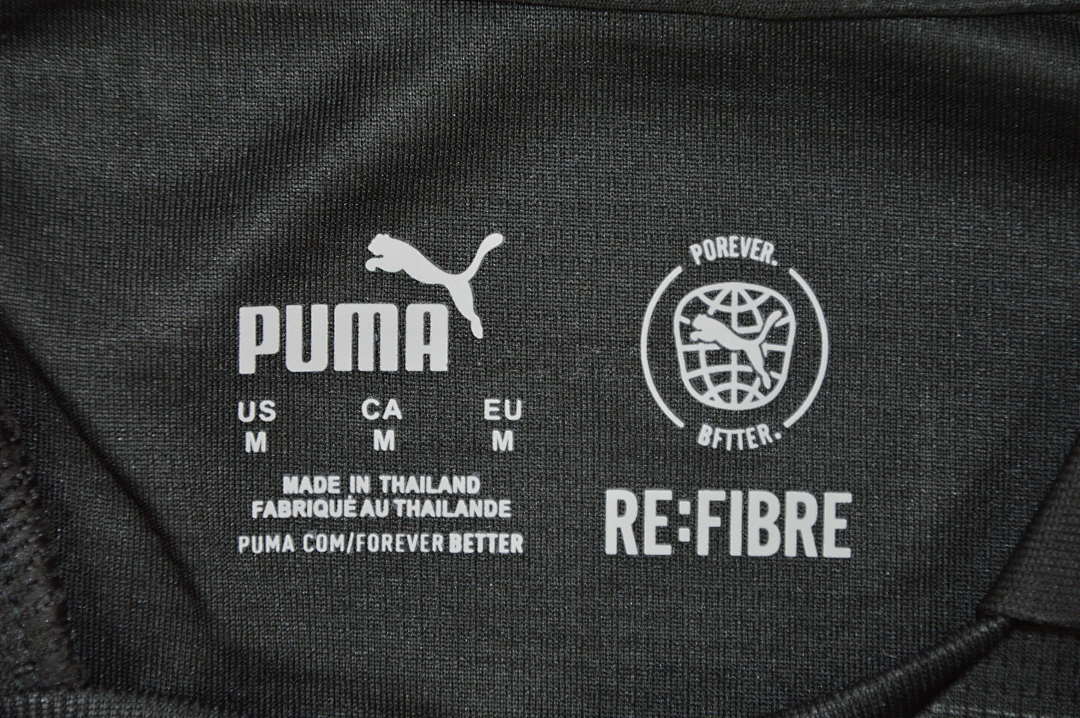 PUMA
US CA EU
M M M
MADE IN THAILAND
FABRIQUÉ AU THAILANDE
PUMA COM/FOREVER BETTER
POREVER.
BFTTER.
RE:FIBRE